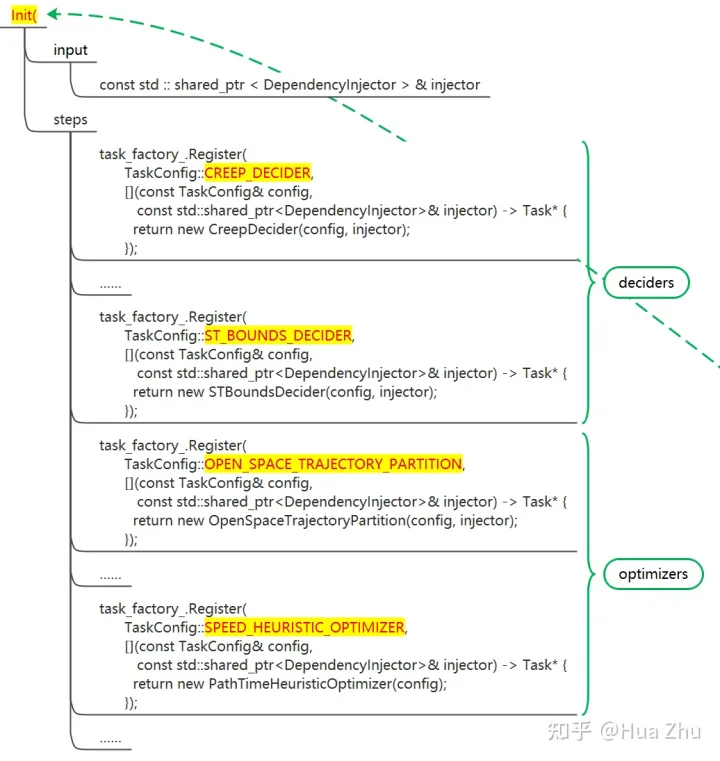 Init(
input
const std :: shared_ptr < DependencyInjector > & injector
steps
task_factory_.Register(
TaskConfig::CREEP_DECIDER,
[](const TaskConfig& config,
const std::shared_ptr<DependencyInjector>& injector) -> Task* {
return new CreepDecider(config, injector);
});
......
task_factory_.Register(
TaskConfig::ST_BOUNDS_DECIDER,
[](const TaskConfig& config,
const std::shared_ptr<DependencyInjector>& injector) -> Task* {
return new STBoundsDecider(config, injector);
});
deciders
task_factory_.Register(
TaskConfig::OPEN_SPACE_TRAJECTORY_PARTITION,
[](const TaskConfig& config,
const std::shared_ptr<DependencyInjector>& injector) -> Task* {
return new OpenSpaceTrajectoryPartition(config, injector);
});
......
task_factory_.Register(
TaskConfig::SPEED_HEURISTIC_OPTIMIZER,
[](const TaskConfig& config,
const std::shared_ptr<DependencyInjector>& injector) -> Task* {
return new PathTimeHeuristicOptimizer(config);
});
optimizers
......
知乎 @Hua Zhu